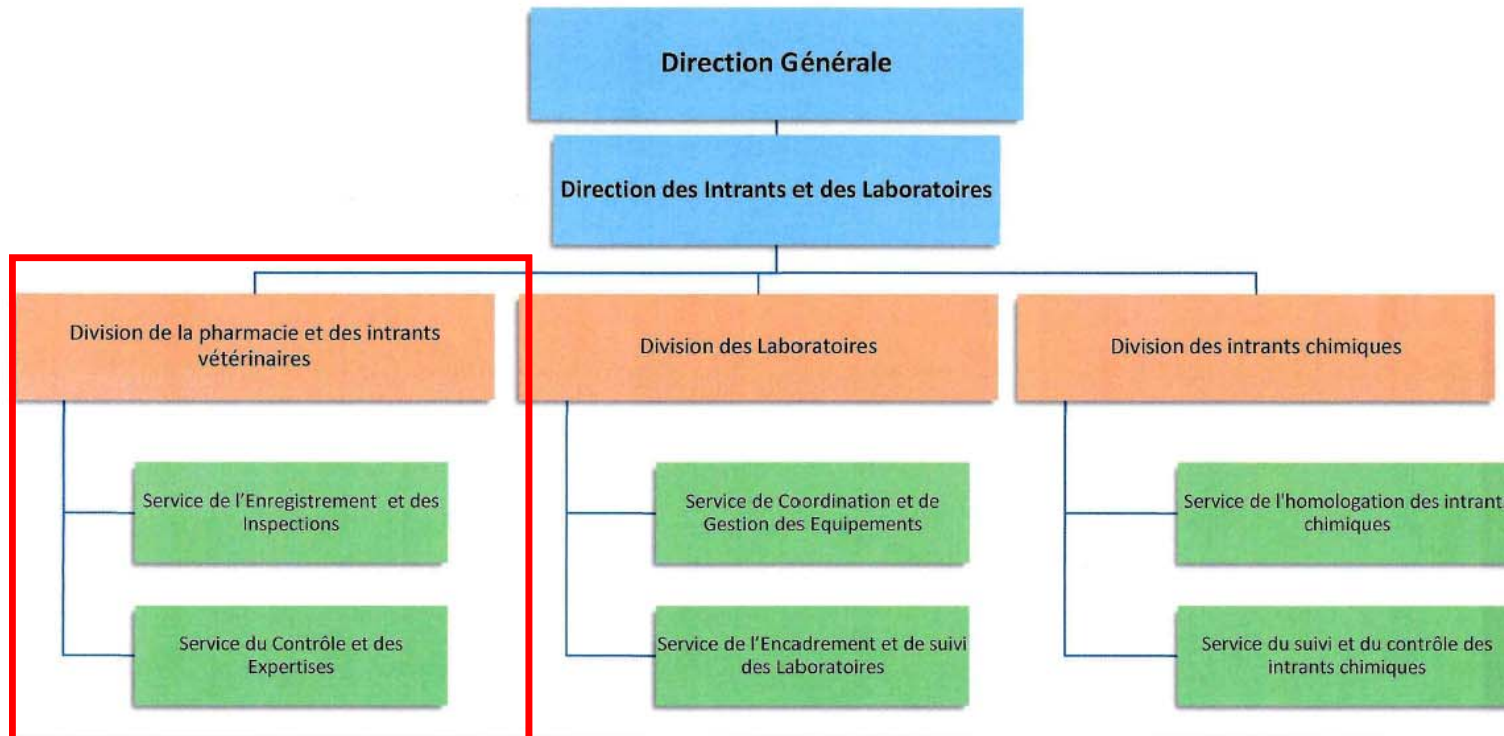 Direction Générale
Direction des Intrants et des Laboratoires
Division de la pharmacie et des intrants
vétérinaires
Division des Laboratoires
Division des intrants chimiques
Service de l'Enregistrement et des
Inspections
Service de Coordination et de
Gestion des Equipements
Service de l'homologation des intrants
chimiques
Service du Contrôle et des
Expertises
Service de l'Encadrement et de suivi
des Laboratoires
Service du suivi et du contrôle des
intrants chimiques